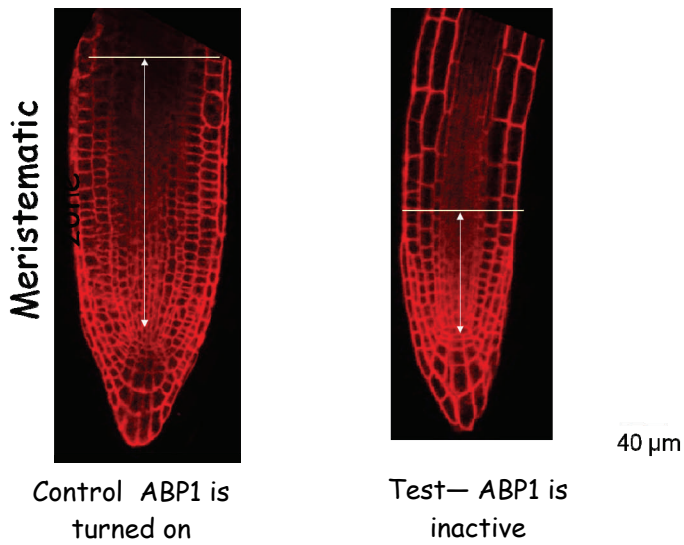 Meristematic
zone
Control ABP1 is
turned on
Test— ABP1 is
inactive
40 µm